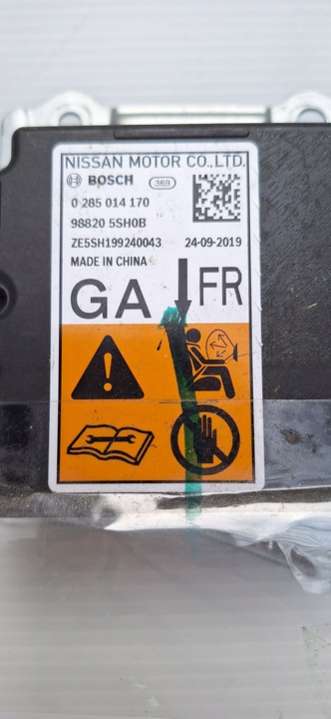 NISSAN MOTOR CO.,LTD.
BOSCH 369
0 285 014 170
98820 5SH0B
ZE5SH199240043 24-09-2019
MADE IN CHINA
GA FR